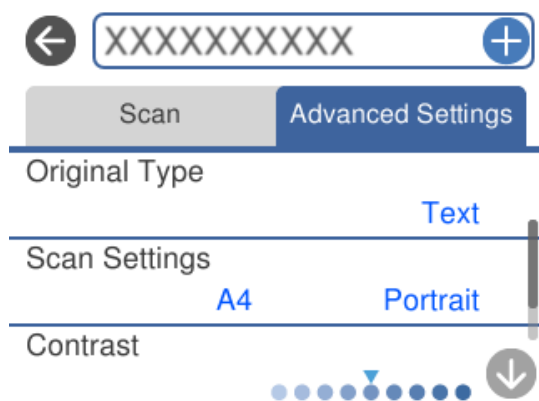 XXXXXXXXXX
Scan
Advanced Settings
Original Type
Text
Scan Settings
A4 Portrait
Contrast